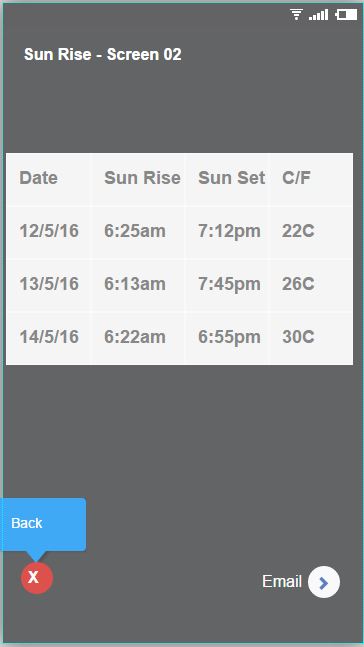 Sun Rise - Screen 02
Date Sun Rise Sun Set C/F
12/5/16 6:25am 7:12pm 22C
13/5/16 6:13am 7:45pm 26C
14/5/16 6:22am 6:55pm 30C
Back
X
Email